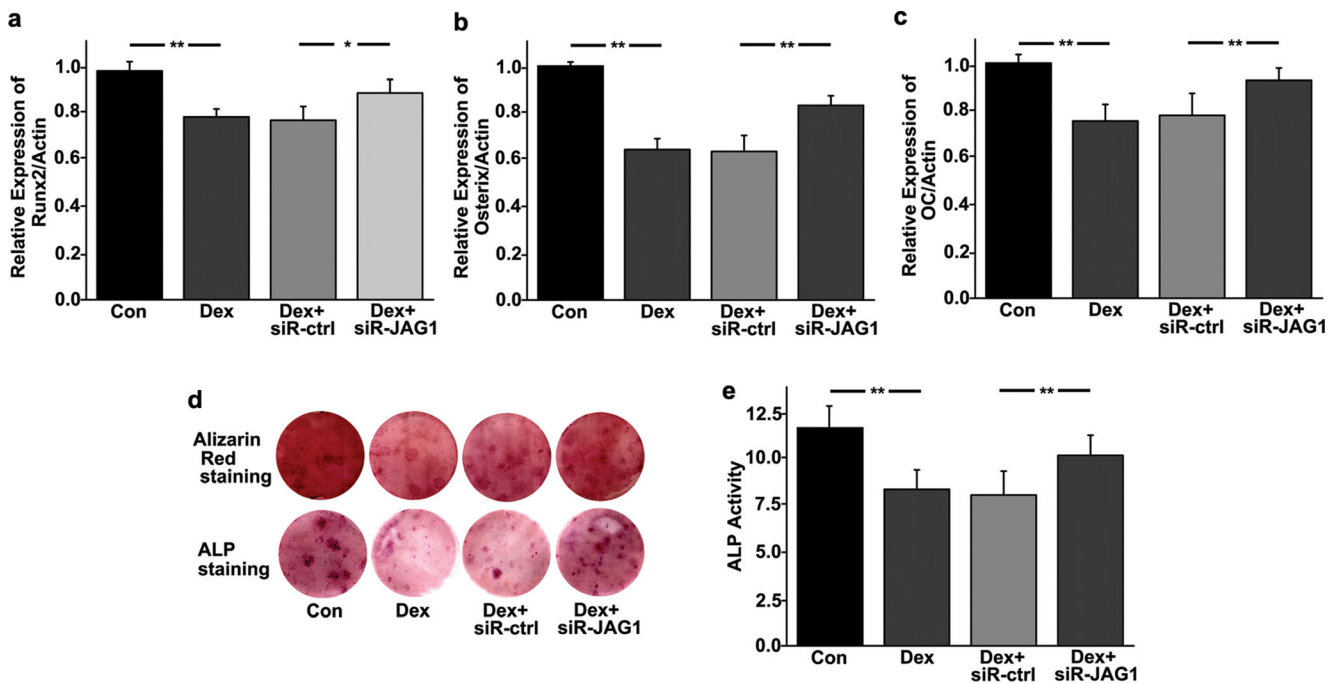 a
Relative Expression of
Runx2/Actin
1.0
0.8
0.6
0.4
0.2
0.0
**
*
Con
Dex
Dex+
siR-ctrl
Dex+
siR-JAG1
b
Relative Expression of
Osterix/Actin
1.0
0.8
0.6
0.4
0.2
0.0
**
**
Con
Dex
Dex+
siR-ctrl
Dex+
siR-JAG1
c
Relative Expression of
OC/Actin
1.0
0.8
0.6
0.4
0.2
0.0
**
**
Con
Dex
Dex+
siR-ctrl
Dex+
siR-JAG1
d
Alizarin
Red
staining
ALP
staining
Con
Dex
Dex+
siR-ctrl
Dex+
siR-JAG1
e
ALP Activity
12.5
10.0
7.5
5.0
2.5
0.0
**
**
Con
Dex
Dex+
siR-ctrl
Dex+
siR-JAG1